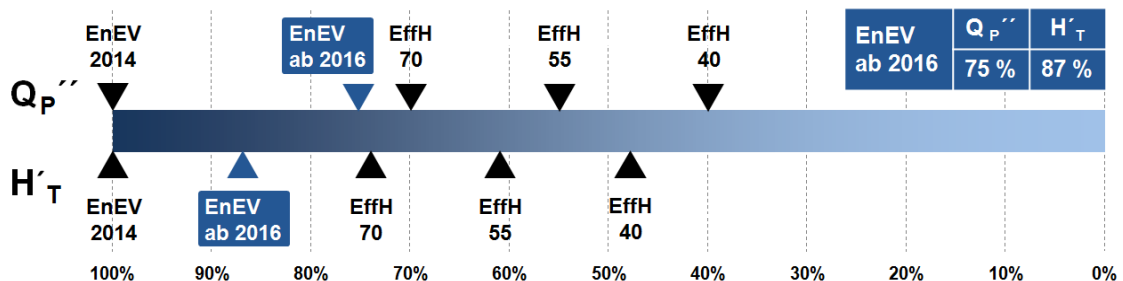 EnEV 2014
EnEV ab 2016
EffH 70
EffH 55
EffH 40
EnEV ab 2016
Q P ´´
H´T
75 %
87 %
QP´´
H´T
EnEV 2014
EnEV ab 2016
EffH 70
EffH 55
EffH 40
100% 90% 80% 70% 60% 50% 40% 30% 20% 10% 0%